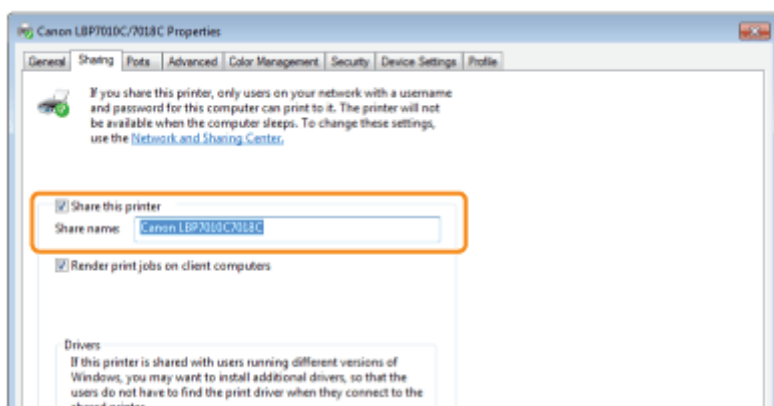 Canon LBP7010C/7018C Properties
General Sharing Ports Advanced Color Management Security Device Settings Profile
If you share this printer, only users on your network with a username
and password for this computer can print to it. The printer will not
be available when the computer sleeps. To change these settings,
use the Network and Sharing Center.
Share this printer
Share name: Canon LBP7010C7018C
Render print jobs on client computers
Drivers
If this printer is shared with users running different versions of
Windows, you may want to install additional drivers, so that the
users do not have to find the print driver when they connect to the
shared printer.